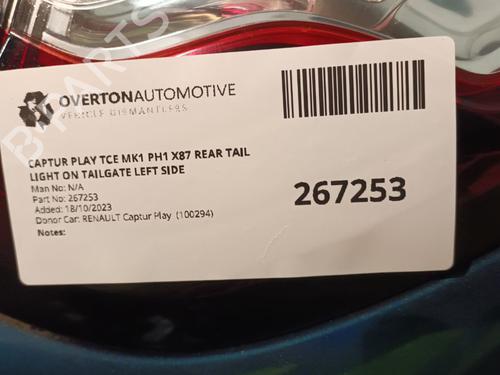 OVERTONAUTOMOTIVE
VEHICLE DISMANTLERS
CAPTUR PLAY TCE MK1 PH1 X87 REAR TAIL
LIGHT ON TAILGATE LEFT SIDE
Man No: N/A
Part No: 267253
Added: 18/10/2023
Donor Car: RENAULT Captur Play (100294)
Notes:
267253
B-PARTS